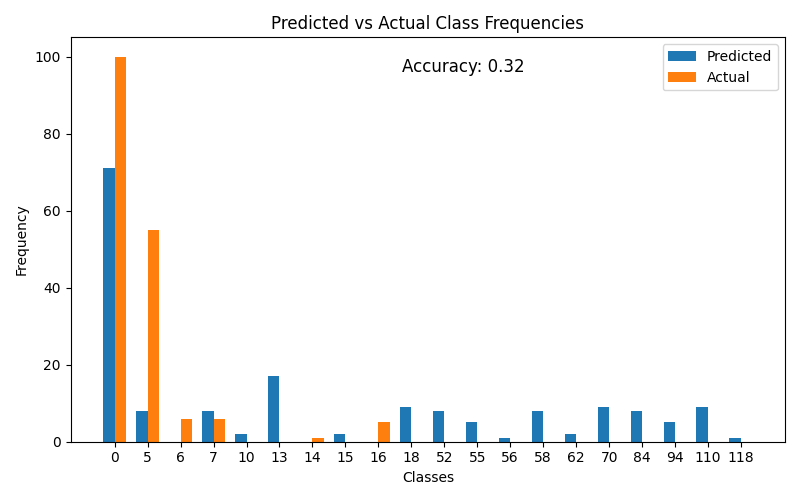 Predicted vs Actual Class Frequencies
Accuracy: 0.32
Predicted
Actual
Frequency
100
80
60
40
20
0
0 5 6 7 10 13 14 15 16 18 52 55 56 58 62 70 84 94 110 118
Classes